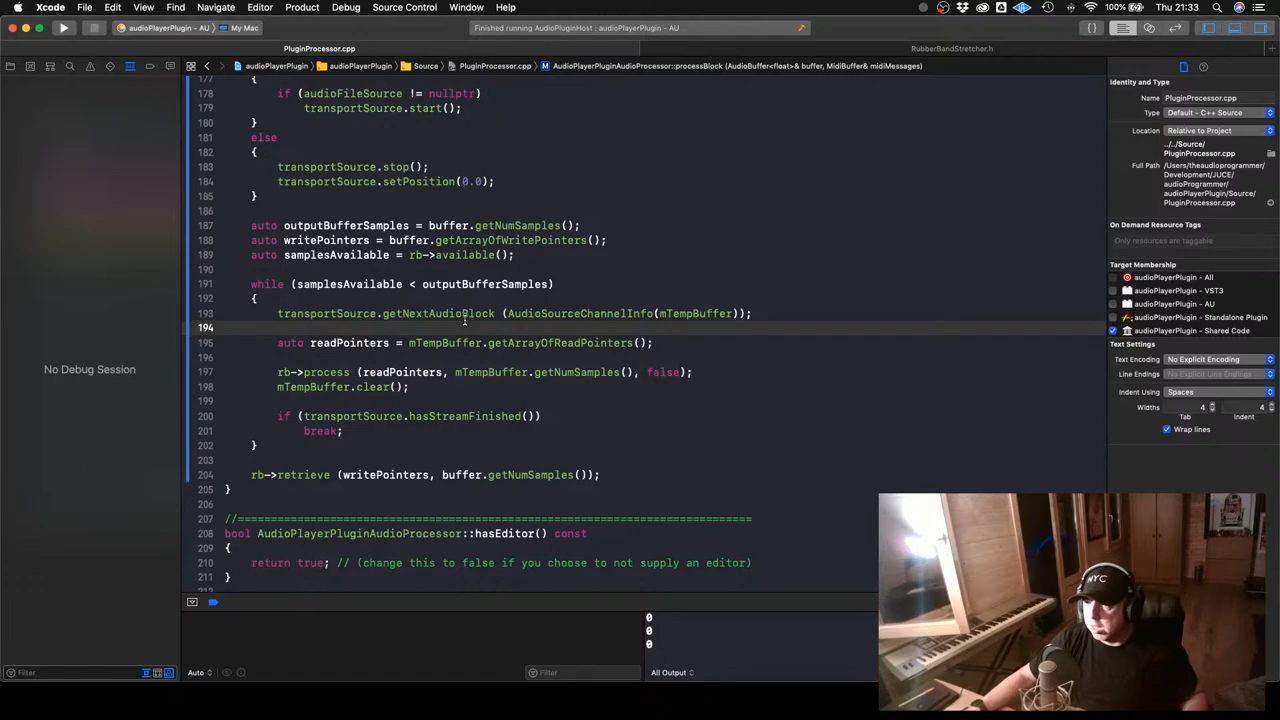 Xcode File Edit View Find Navigate Editor Product Debug Source Control Window Help 100% Thu 21:33
audioPlayerPlugin - AU My Mac Finished running AudioPluginHost : audioPlayerPlugin - AU
PluginProcessor.cpp RubberBandStretcher.h
audioPlayerPlugin audioPlayerPlugin Source PluginProcessor.cpp M AudioPlayerPluginAudioProcessor::processBlock (AudioBuffer<float>& buffer, MidiBuffer& midiMessages)
177 {
178 if (audioFileSource != nullptr)
179 transportSource.start();
180 }
181 else
182 {
183 transportSource.stop();
184 transportSource.setPosition(0.0);
185 }
186
187 auto outputBufferSamples = buffer.getNumSamples();
188 auto writePointers = buffer.getArrayOfWritePointers();
189 auto samplesAvailable = rb->available();
190
191 while (samplesAvailable < outputBufferSamples)
192 {
193 transportSource.getNextAudioBlock (AudioSourceChannelInfo(mTempBuffer));
194
195 auto readPointers = mTempBuffer.getArrayOfReadPointers();
196
197 rb->process (readPointers, mTempBuffer.getNumSamples(), false);
198 mTempBuffer.clear();
199
200 if (transportSource.hasStreamFinished())
201 break;
202 }
203
204 rb->retrieve (writePointers, buffer.getNumSamples());
205 }
206
207 //==============================================================================
208 bool AudioPlayerPluginAudioProcessor::hasEditor() const
209 {
210 return true; // (change this to false if you choose to not supply an editor)
211 }
No Debug Session
Filter
Auto
Filter
All Output
0
0
0
Identity and Type
Name PluginProcessor.cpp
Type Default - C++ Source
Location Relative to Project
../../Source/
PluginProcessor.cpp
Full Path /Users/theaudioprogrammer/
Development/JUCE/
audioProgrammer/
audioPlayerPlugin/Source/
PluginProcessor.cpp
On Demand Resource Tags
Only resources are taggable
Target Membership
audioPlayerPlugin - All
audioPlayerPlugin - VST3
audioPlayerPlugin - AU
audioPlayerPlugin - Standalone Plugin
audioPlayerPlugin - Shared Code
Text Settings
Text Encoding No Explicit Encoding
Line Endings No Explicit Line Endings
Indent Using Spaces
Widths 4 4
Tab Indent
Wrap lines
NYC